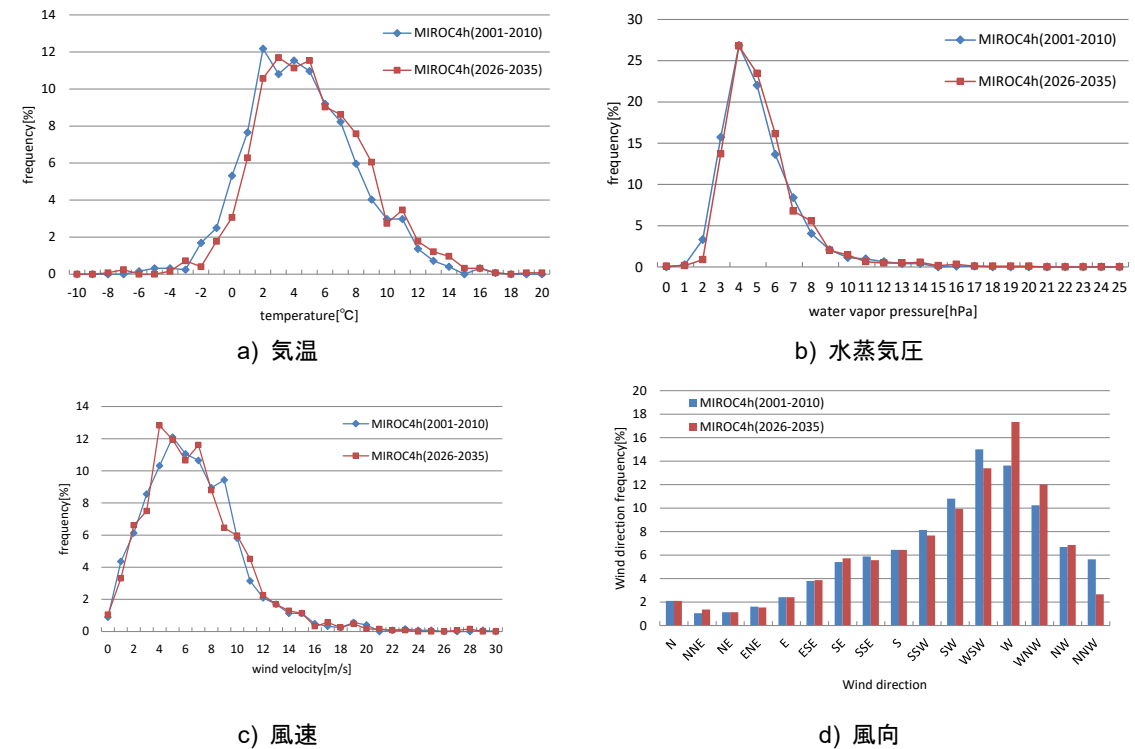 14
12
10
8
6
4
2
0
frequency[%]
MIROC4h(2001-2010)
MIROC4h(2026-2035)
-10 -8 -6 -4 -2 0 2 4 6 8 10 12 14 16 18 20
temperature[℃]
a) 気温
30
25
20
15
10
5
0
frequency[%]
MIROC4h(2001-2010)
MIROC4h(2026-2035)
0 1 2 3 4 5 6 7 8 9 10 11 12 13 14 15 16 17 18 19 20 21 22 23 24 25
water vapor pressure[hPa]
b) 水蒸気圧
14
12
10
8
6
4
2
0
frequency[%]
MIROC4h(2001-2010)
MIROC4h(2026-2035)
0 2 4 6 8 10 12 14 16 18 20 22 24 26 28 30
wind velocity[m/s]
c) 風速
20
18
16
14
12
10
8
6
4
2
0
Wind direction frequency[%]
MIROC4h(2001-2010)
MIROC4h(2026-2035)
N NNE NE ENE E ESE SE SSE S SSW SW WSW W WNW NW NNW
Wind direction
d) 風向